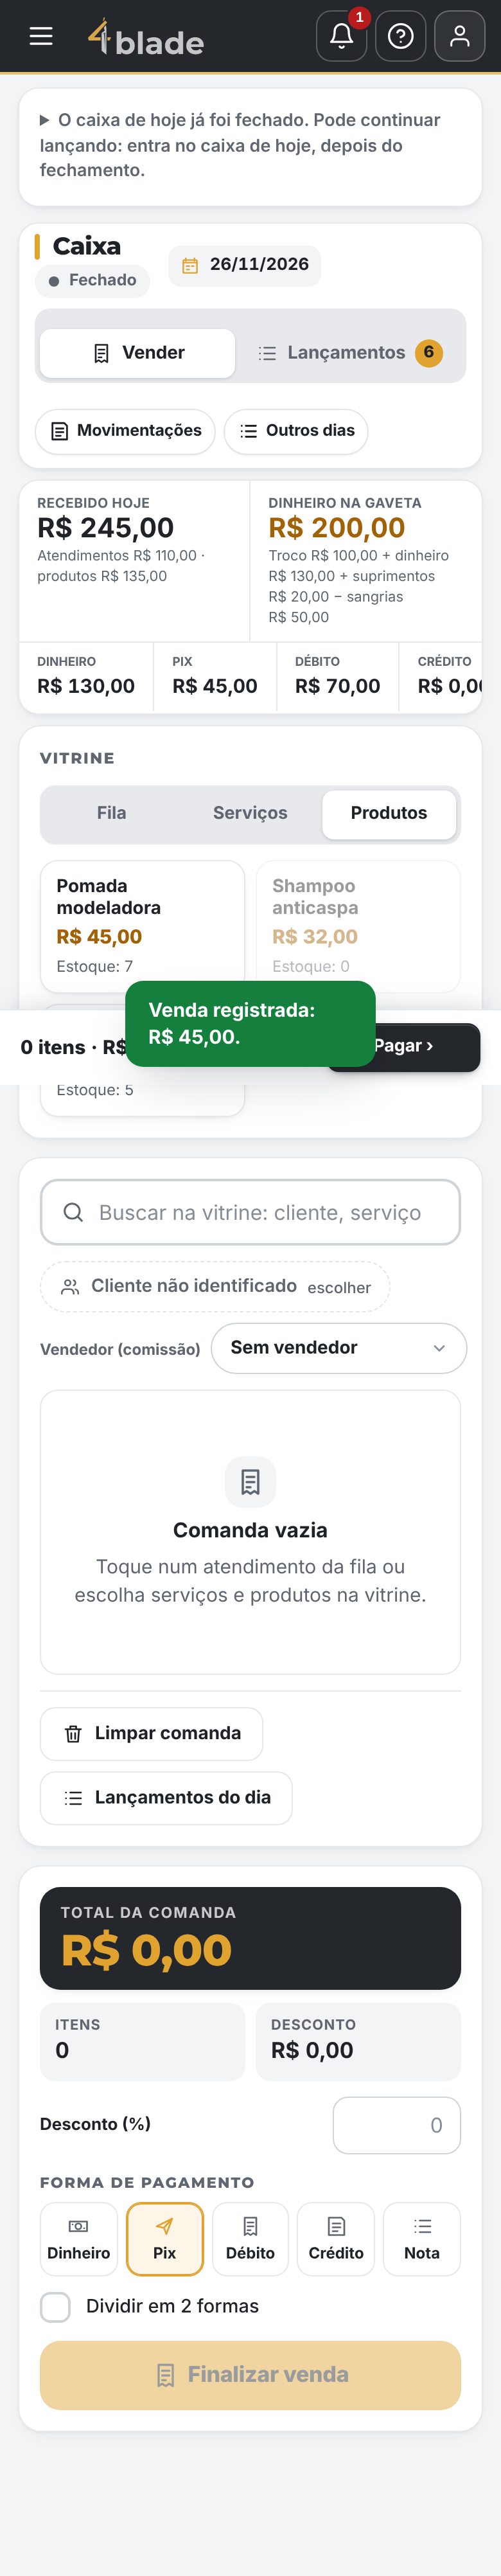 4blade
1
O caixa de hoje já foi fechado. Pode continuar
lançando: entra no caixa de hoje, depois do
fechamento.
Caixa
Fechado
26/11/2026
Vender
Lançamentos 6
Movimentações
Outros dias
RECEBIDO HOJE
R$ 245,00
Atendimentos R$ 110,00 ·
produtos R$ 135,00
DINHEIRO NA GAVETA
R$ 200,00
Troco R$ 100,00 + dinheiro
R$ 130,00 + suprimentos
R$ 20,00 − sangrias
R$ 50,00
DINHEIRO
R$ 130,00
PIX
R$ 45,00
DÉBITO
R$ 70,00
CRÉDITO
R$ 0,0
VITRINE
Fila
Serviços
Produtos
Pomada
modeladora
R$ 45,00
Estoque: 7
Shampoo
anticaspa
R$ 32,00
Estoque: 0
Venda registrada:
R$ 45,00.
0 itens · R$
Pagar ›
Estoque: 5
Buscar na vitrine: cliente, serviço
Cliente não identificado escolher
Vendedor (comissão)
Sem vendedor
Comanda vazia
Toque num atendimento da fila ou
escolha serviços e produtos na vitrine.
Limpar comanda
Lançamentos do dia
TOTAL DA COMANDA
R$ 0,00
ITENS
0
DESCONTO
R$ 0,00
Desconto (%)
0
FORMA DE PAGAMENTO
Dinheiro
Pix
Débito
Crédito
Nota
Dividir em 2 formas
Finalizar venda